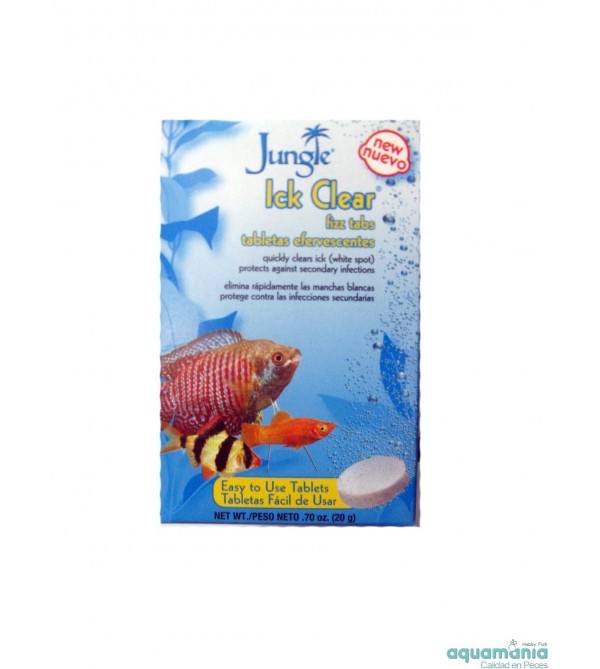 Jungle®
new
nuevo
Ick Clear®
fizz tabs
tabletas efervescentes
quickly clears ick (white spot)
protects against secondary infections
elimina rápidamente las manchas blancas
protege contra las infecciones secundarias
Easy to Use Tablets
Tabletas Fácil de Usar
NET WT./PESO NETO .70 oz. (20 g)
Hobby Fish
aquamania
Calidad en Peces